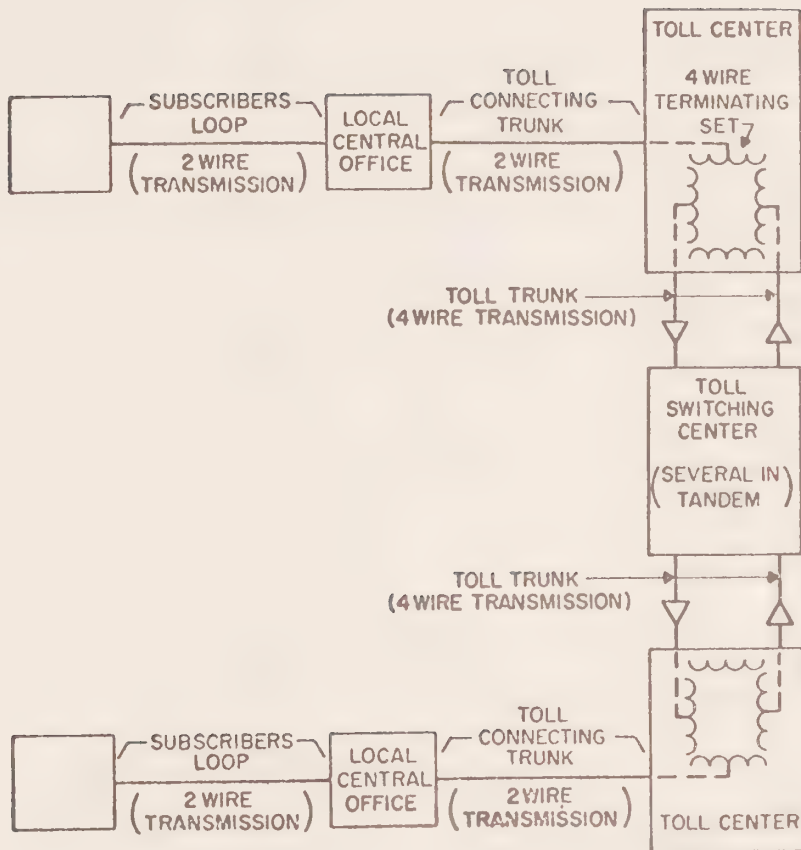 TOLL CENTER
4 WIRE
TERMINATING
SET
SUBSCRIBERS
LOOP
(2 WIRE
TRANSMISSION)
LOCAL
CENTRAL
OFFICE
TOLL
CONNECTING
TRUNK
(2 WIRE
TRANSMISSION)
TOLL TRUNK
(4 WIRE TRANSMISSION)
TOLL
SWITCHING
CENTER
(SEVERAL IN
TANDEM)
TOLL TRUNK
(4 WIRE TRANSMISSION)
SUBSCRIBERS
LOOP
(2 WIRE
TRANSMISSION)
LOCAL
CENTRAL
OFFICE
TOLL
CONNECTING
TRUNK
(2 WIRE
TRANSMISSION)
TOLL CENTER